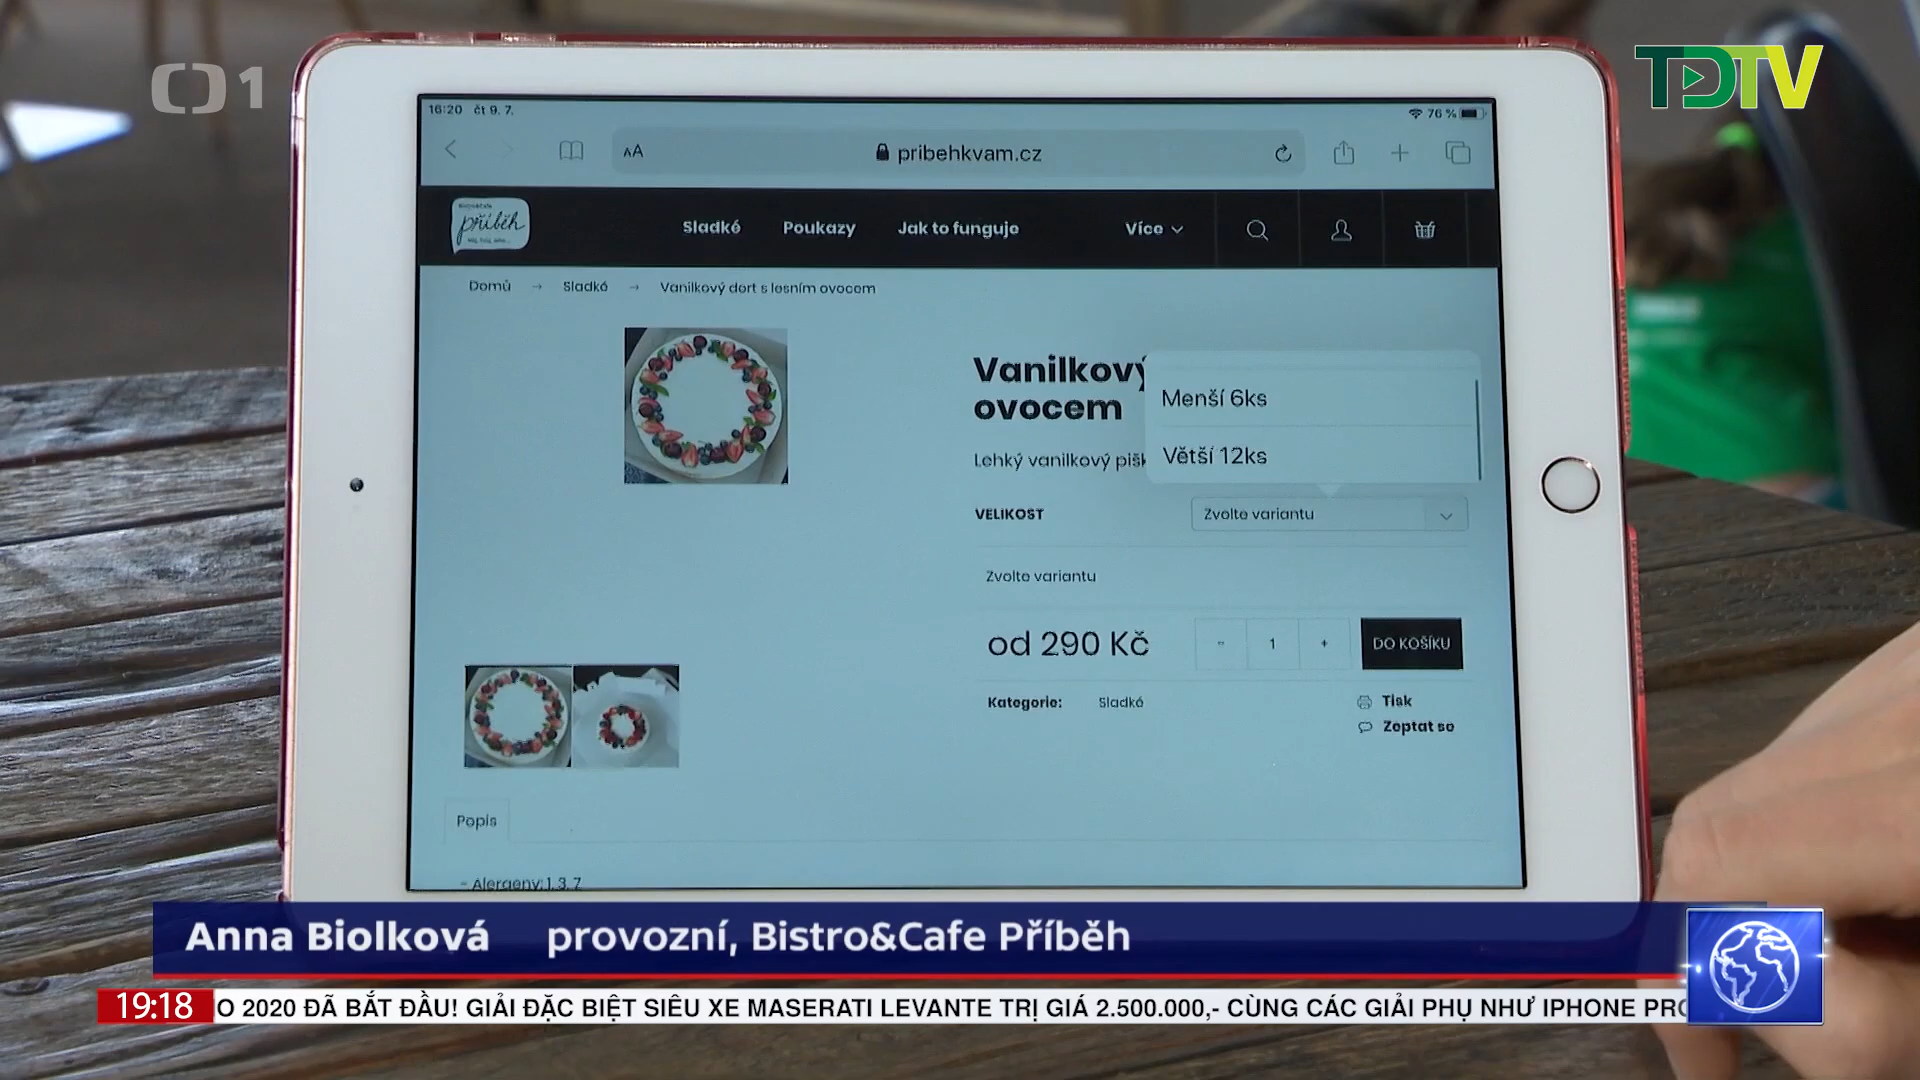 1
TDTV
16:20 čt 9. 7.
76 %
AA
pribehkvam.cz
příběh
Sladké
Poukazy
Jak to funguje
Více
Domů → Sladké → Vanilkový dort s lesním ovocem
Vanilkový
ovocem
Menší 6ks
Větší 12ks
Lehký vanilkový
VELIKOST
Zvolte variantu
Zvolte variantu
od 290 Kč
- 1 +
DO KOŠÍKU
Kategorie: Sladké
Tisk
Zeptat se
Popis
- Alergeny: 1, 3, 7
Anna Biolková provozní, Bistro&Cafe Příběh
19:18
O 2020 ĐÃ BẮT ĐẦU! GIẢI ĐẶC BIỆT SIÊU XE MASERATI LEVANTE TRỊ GIÁ 2.500.000,- CÙNG CÁC GIẢI PHỤ NHƯ IPHONE PRO